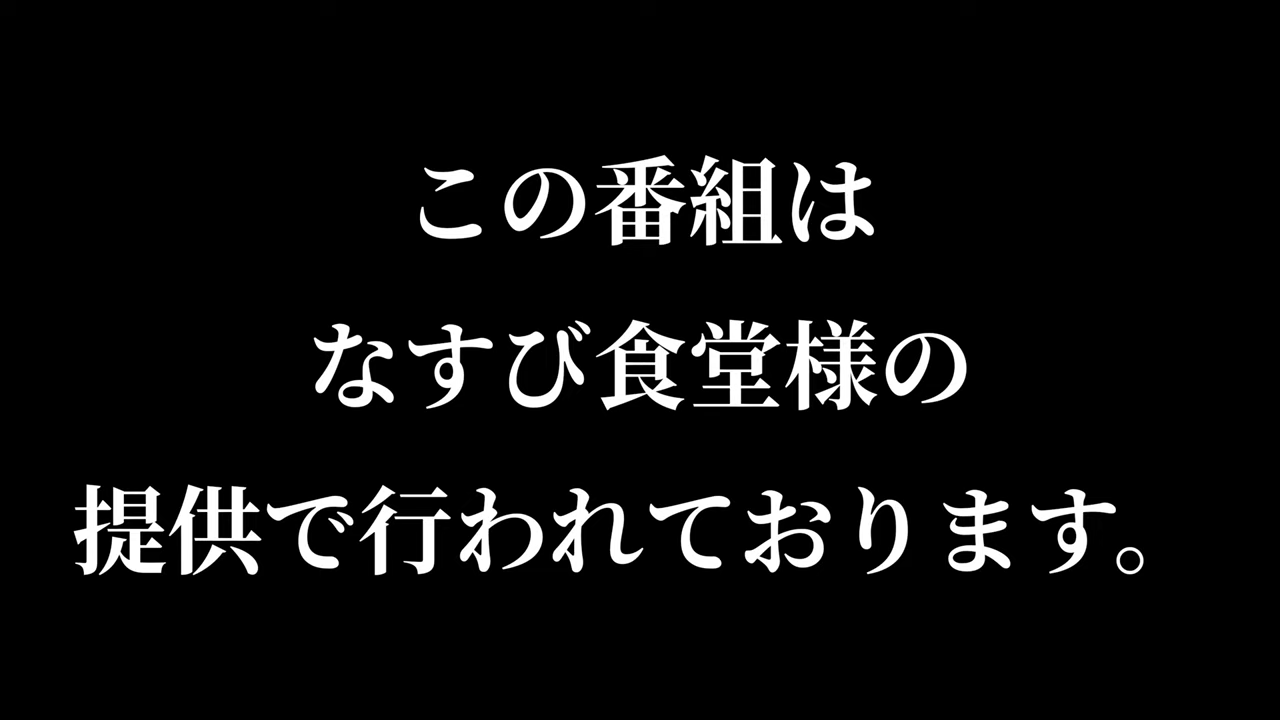 この番組は
なすび食堂様の
提供で行われております。